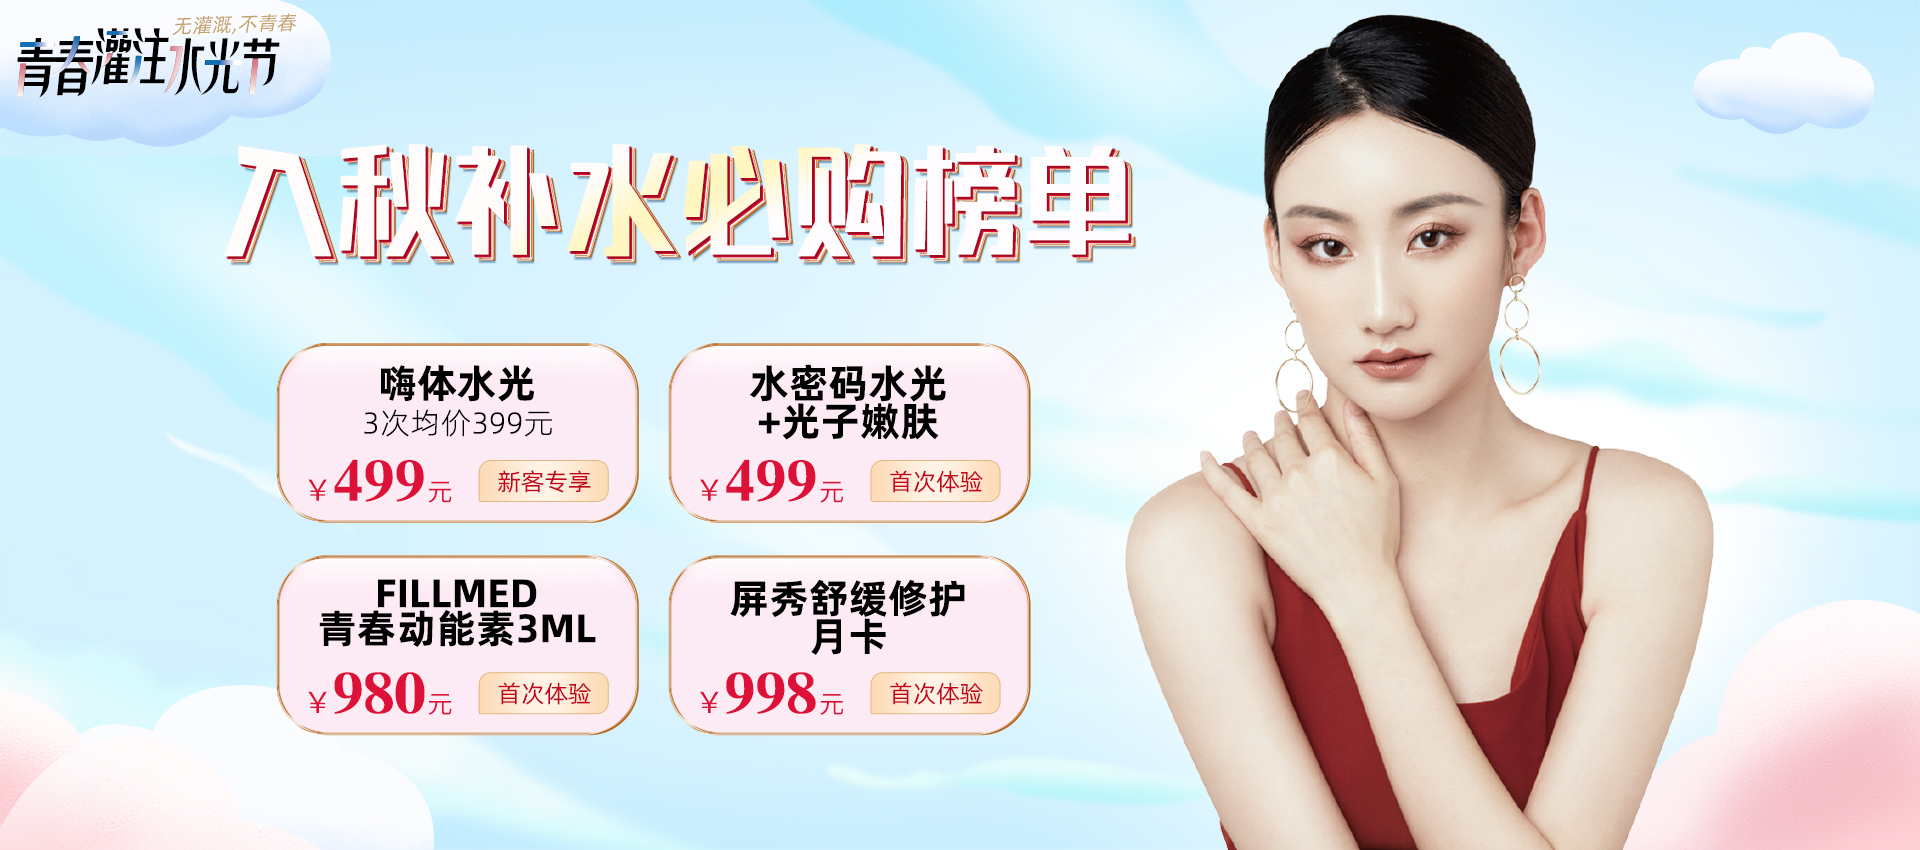 无灌溉,不青春
青春灌注水光节
入秋补水必购榜单
嗨体水光
3次均价399元
¥499元
新客专享
水密码水光
+光子嫩肤
¥499元
首次体验
FILLMED
青春动能素3ML
¥980元
首次体验
屏秀舒缓修护
月卡
¥998元
首次体验